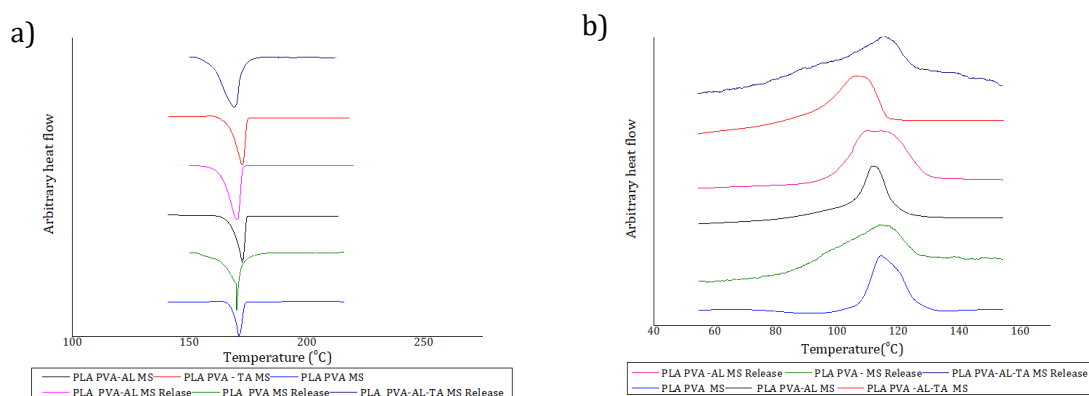 a)
Arbitrary heat flow
100
150
200
250
Temperature (°C)
PLA PVA-AL MS PLA PVA - TA MS PLA PVA MS
PLA PVA-AL MS Relase PLA PVA MS Release PLA PVA-AL-TA MS Release
b)
Arbitrary heat flow
40
60
80
100
120
140
160
Temperature(°C)
PLA PVA -AL MS Release PLA PVA - MS Release PLA PVA-AL-TA MS Release
PLA PVA MS PLA PVA-AL MS PLA PVA -AL-TA MS